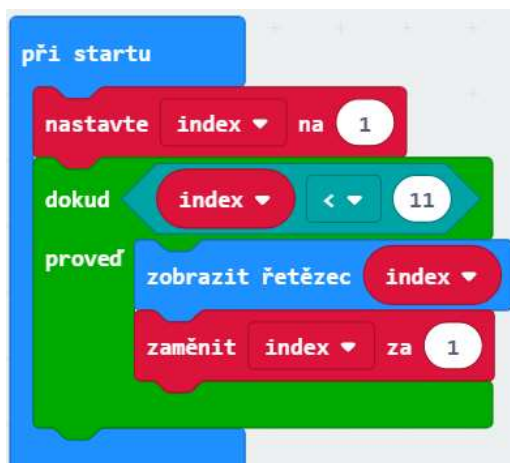 při startu
nastavte index na 1
dokud index < 11
proveď
zobrazit řetězec index
zaměnit index za 1